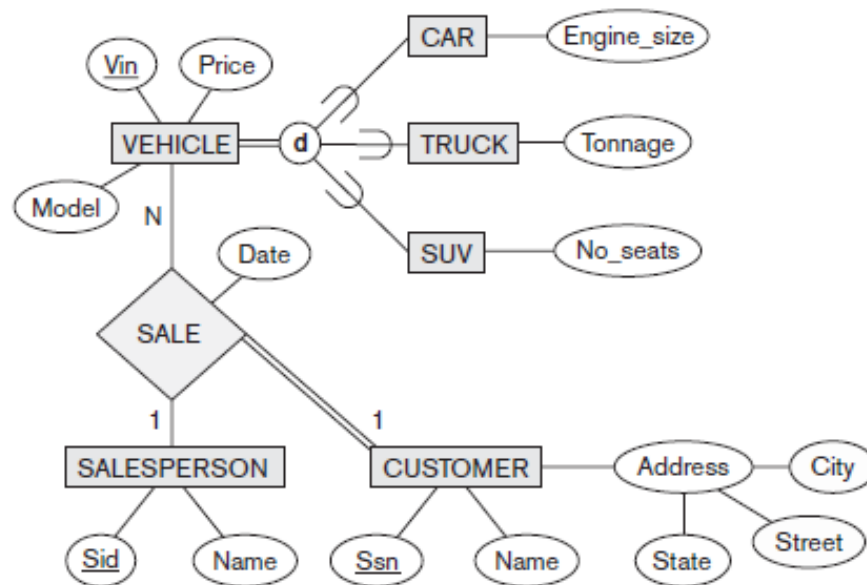 CAR
Engine_size
Vin
Price
VEHICLE
d
TRUCK
Tonnage
Model
N
SUV
No_seats
Date
SALE
1
1
SALESPERSON
CUSTOMER
Address
City
Sid
Name
Ssn
Name
State
Street